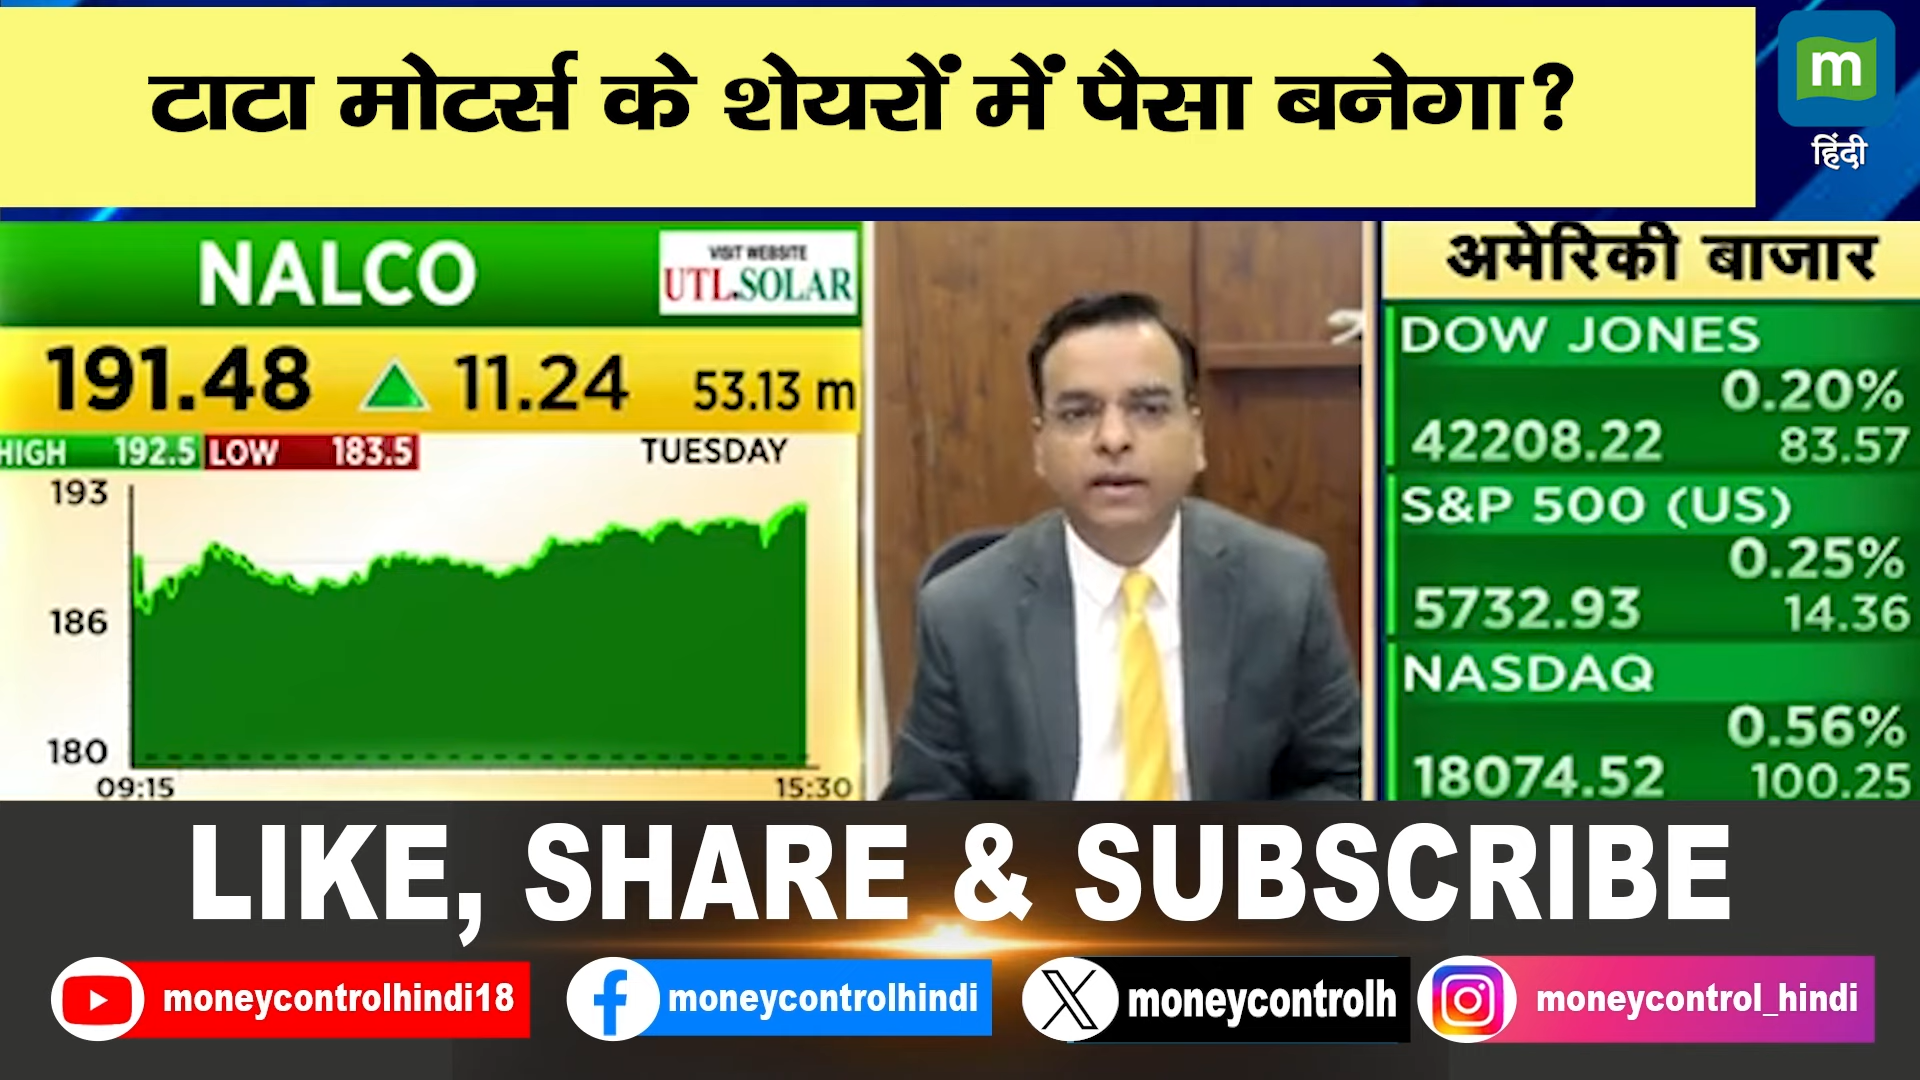 टाटा मोटर्स के शेयरों में पैसा बनेगा?
m
हिंदी
NALCO
VISIT WEBSITE
UTL SOLAR
191.48 ▲ 11.24 53.13 m
HIGH 192.5 LOW 183.5 TUESDAY
193
186
180
09:15 15:30
अमेरिकी बाजार
DOW JONES
0.20%
42208.22 83.57
S&P 500 (US)
0.25%
5732.93 14.36
NASDAQ
0.56%
18074.52 100.25
LIKE, SHARE & SUBSCRIBE
moneycontrolhindi18
moneycontrolhindi
moneycontrolh
moneycontrol_hindi